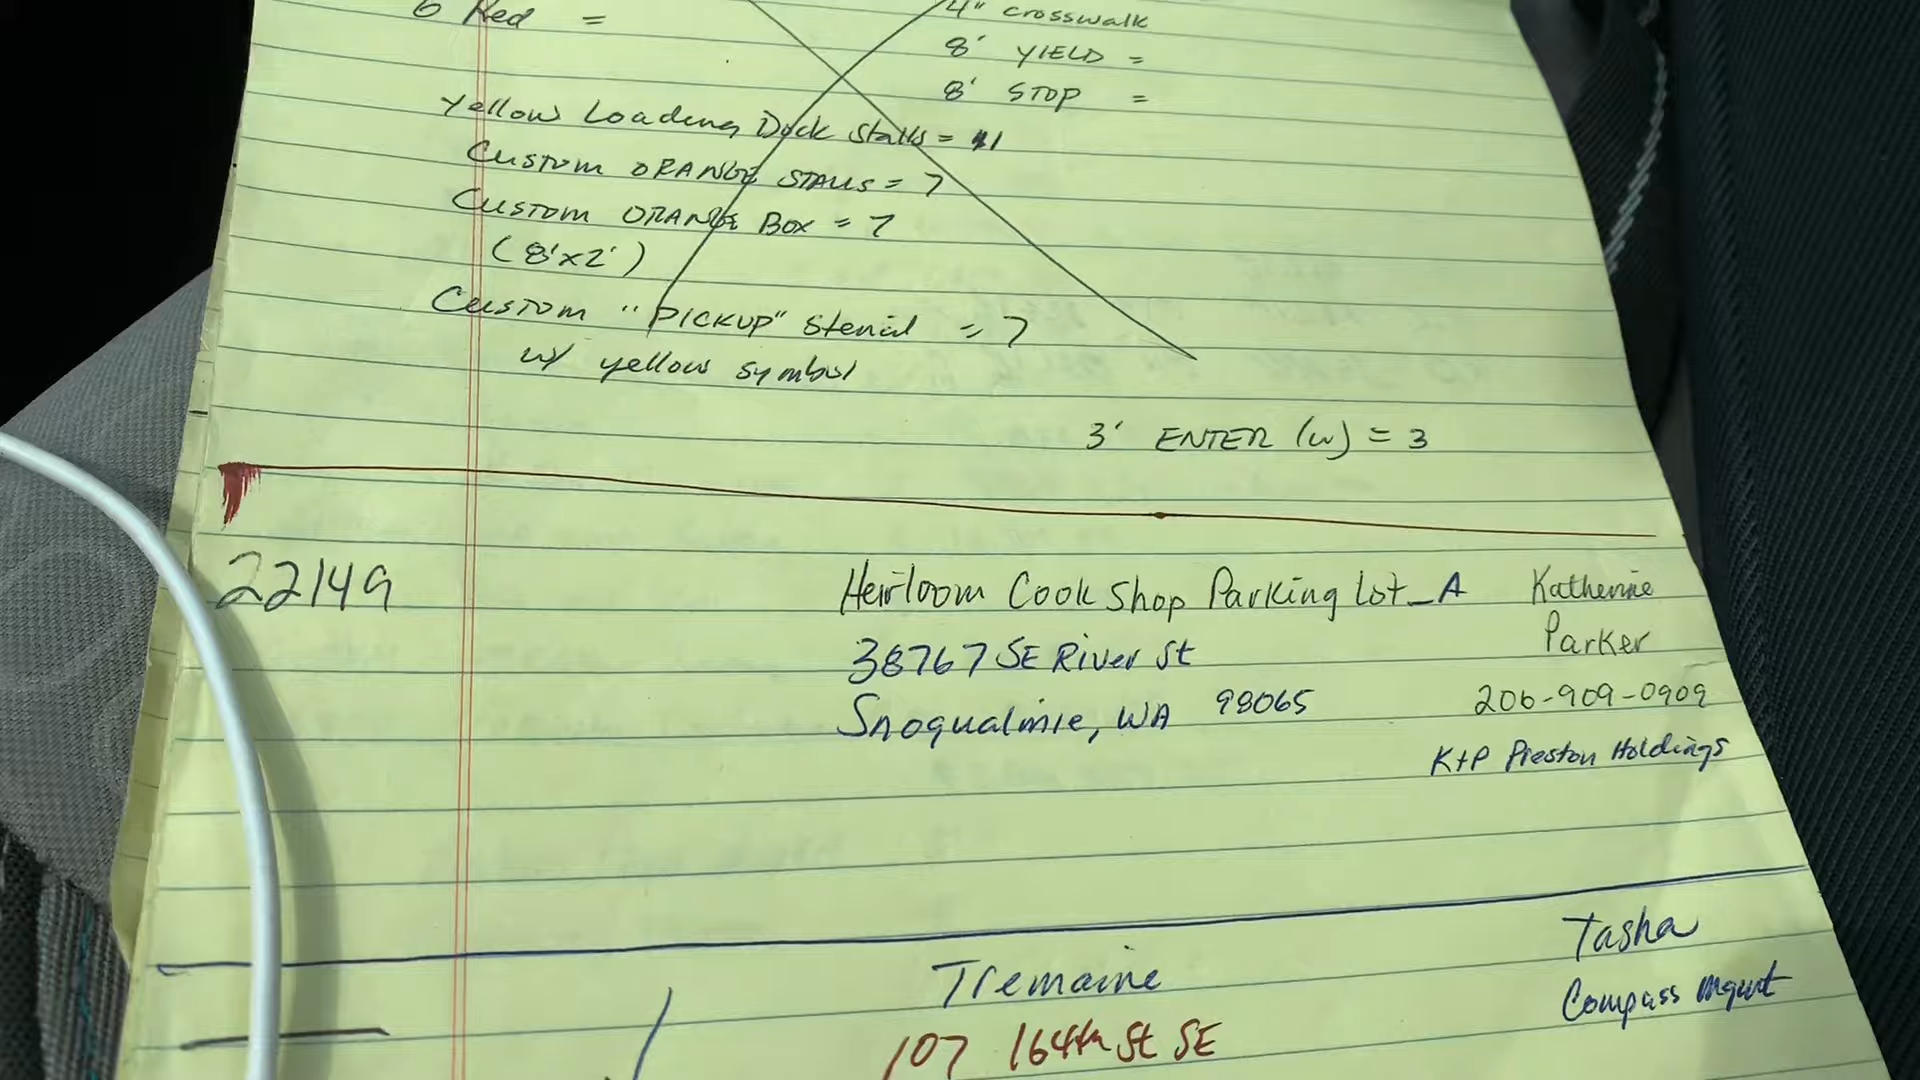 6 Red =
4" crosswalk
8' YIELD =
8' STOP =
Yellow Loading Dock Stalls = 1
Custom ORANGE STALLS = 7
Custom ORANGE Box = 7
(8'x2')
Custom "PICKUP" Stencil = 7
w/ yellow symbol
3' ENTER (w) = 3
22149
Heirloom Cook Shop Parking Lot_A
38767 SE River St
Snoqualmie, WA 98065
Katherine
Parker
206-909-0909
K+P Preston Holdings
Tremaine
107 164th St SE
Tasha
Compass Mgmt